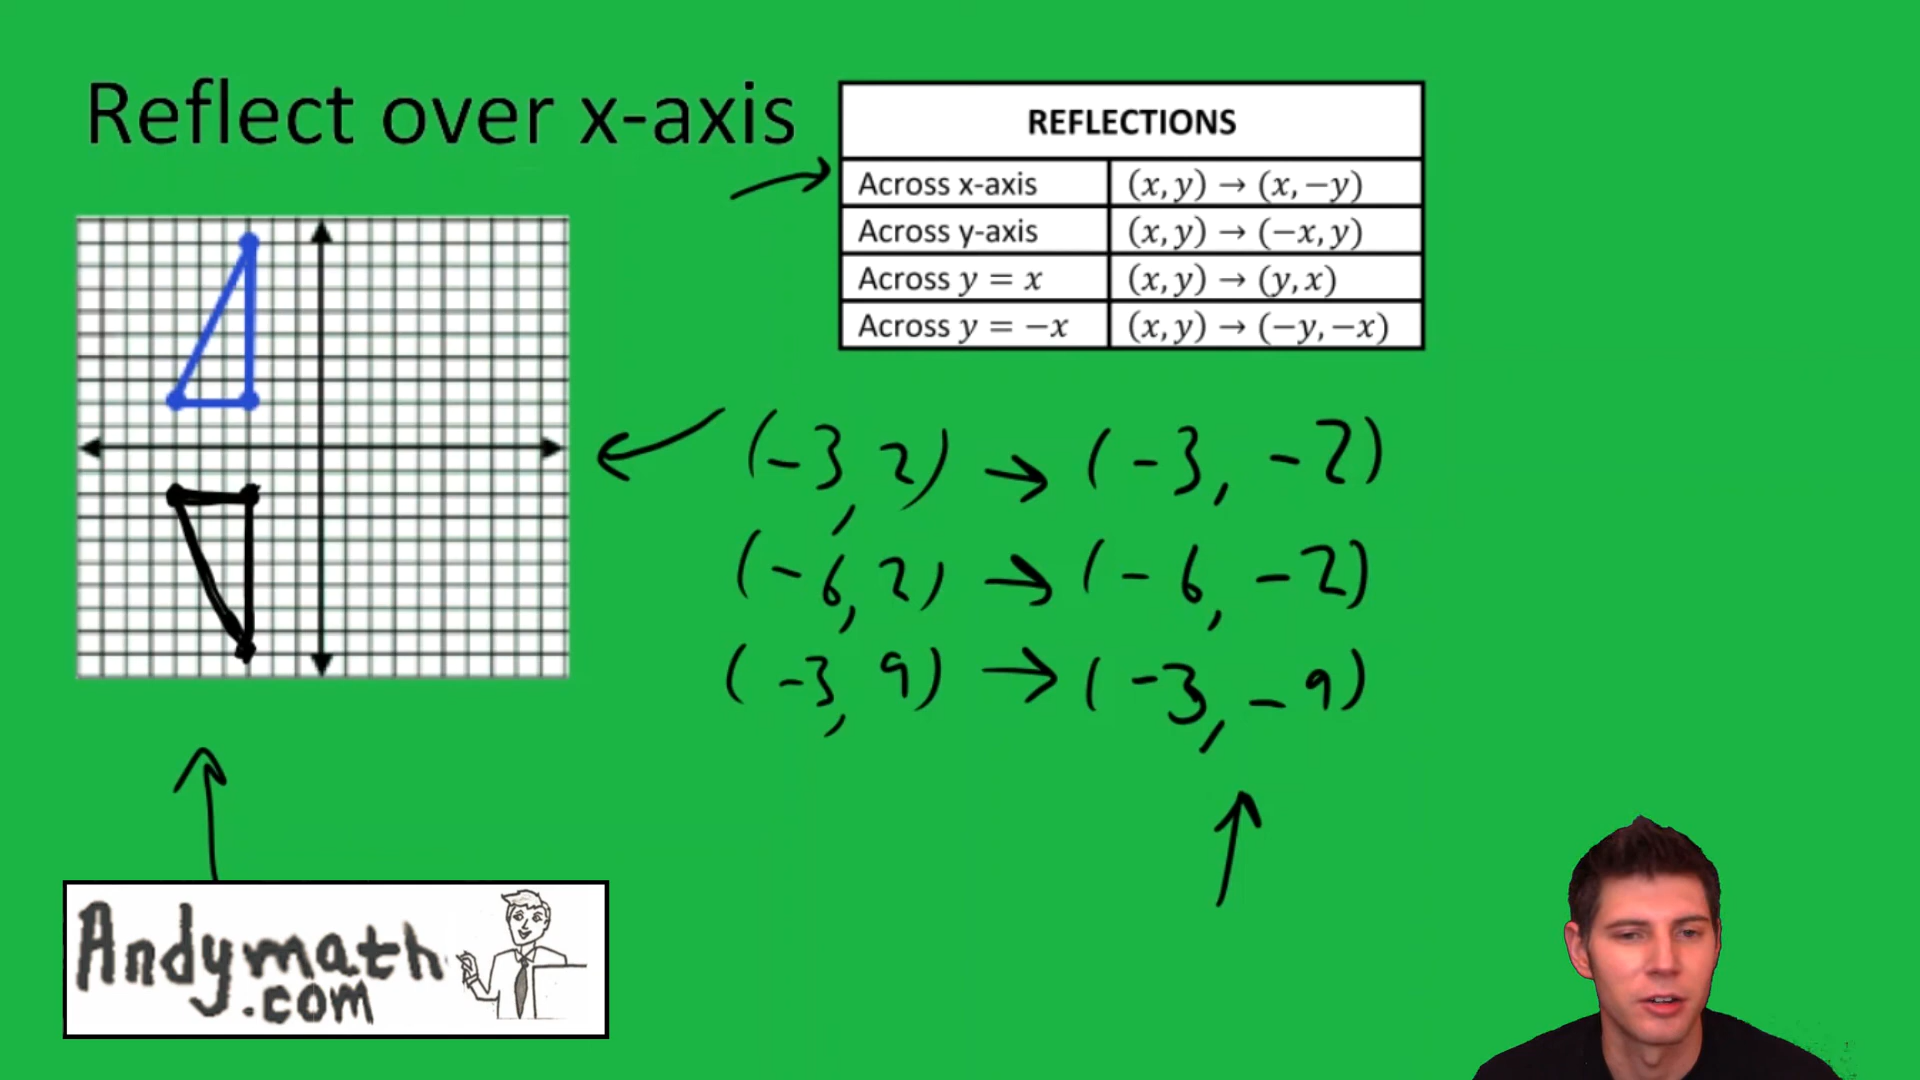 Reflect over x-axis
REFLECTIONS
Across x-axis (x, y) → (x, −y)
Across y-axis (x, y) → (−x, y)
Across y = x (x, y) → (y, x)
Across y = −x (x, y) → (−y, −x)
(-3, 2) → (-3, -2)
(-6, 2) → (-6, -2)
(-3, 9) → (-3, -9)
Andymath
.com